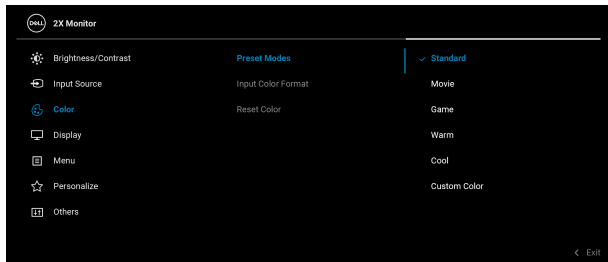 DELL 2X Monitor
Brightness/Contrast Preset Modes Standard
Input Source Input Color Format Movie
Color Reset Color Game
Display Warm
Menu Cool
Personalize Custom Color
Others
Exit